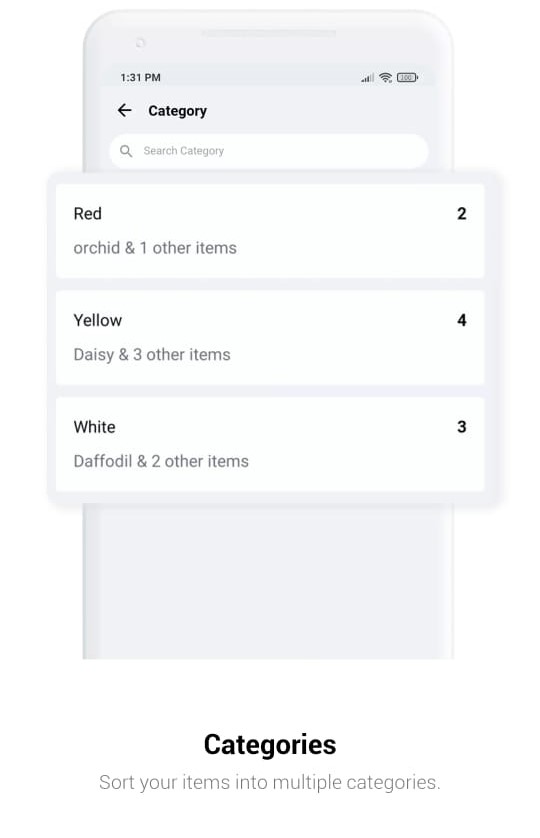 1:31 PM
100
Category
Search Category
Red 2
orchid & 1 other items
Yellow 4
Daisy & 3 other items
White 3
Daffodil & 2 other items
Categories
Sort your items into multiple categories.